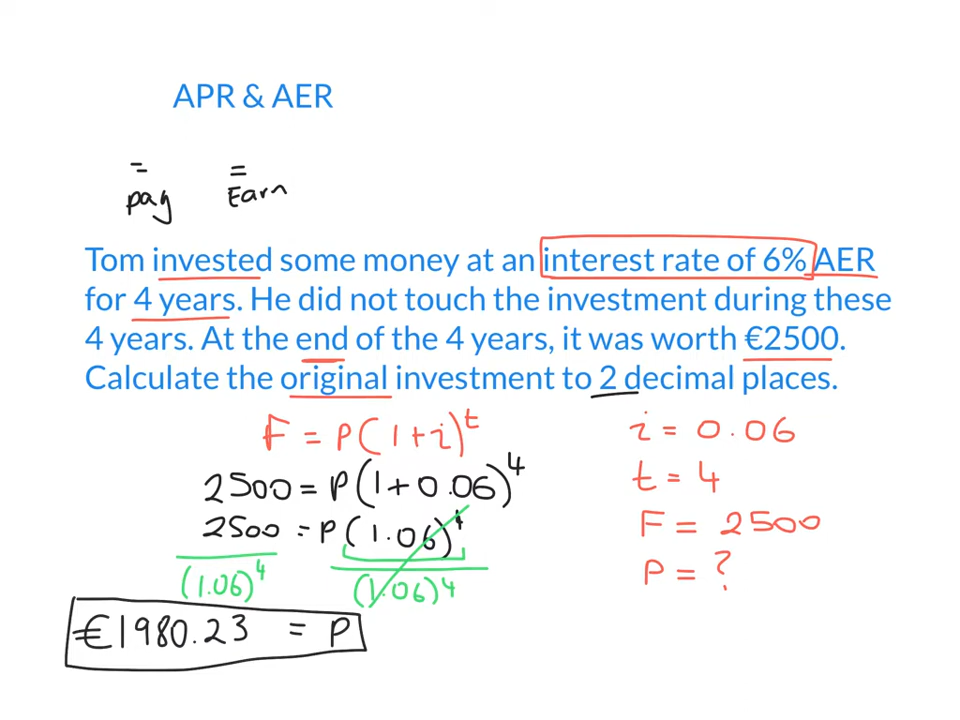 APR & AER
= =
pay Earn
Tom invested some money at an interest rate of 6% AER
for 4 years. He did not touch the investment during these
4 years. At the end of the 4 years, it was worth €2500.
Calculate the original investment to 2 decimal places.
F = P(1+i)^t
2500 = P(1+0.06)^4
2500 = P(1.06)^4
(1.06)^4 (1.06)^4
€1980.23 = P
i = 0.06
t = 4
F = 2500
P = ?